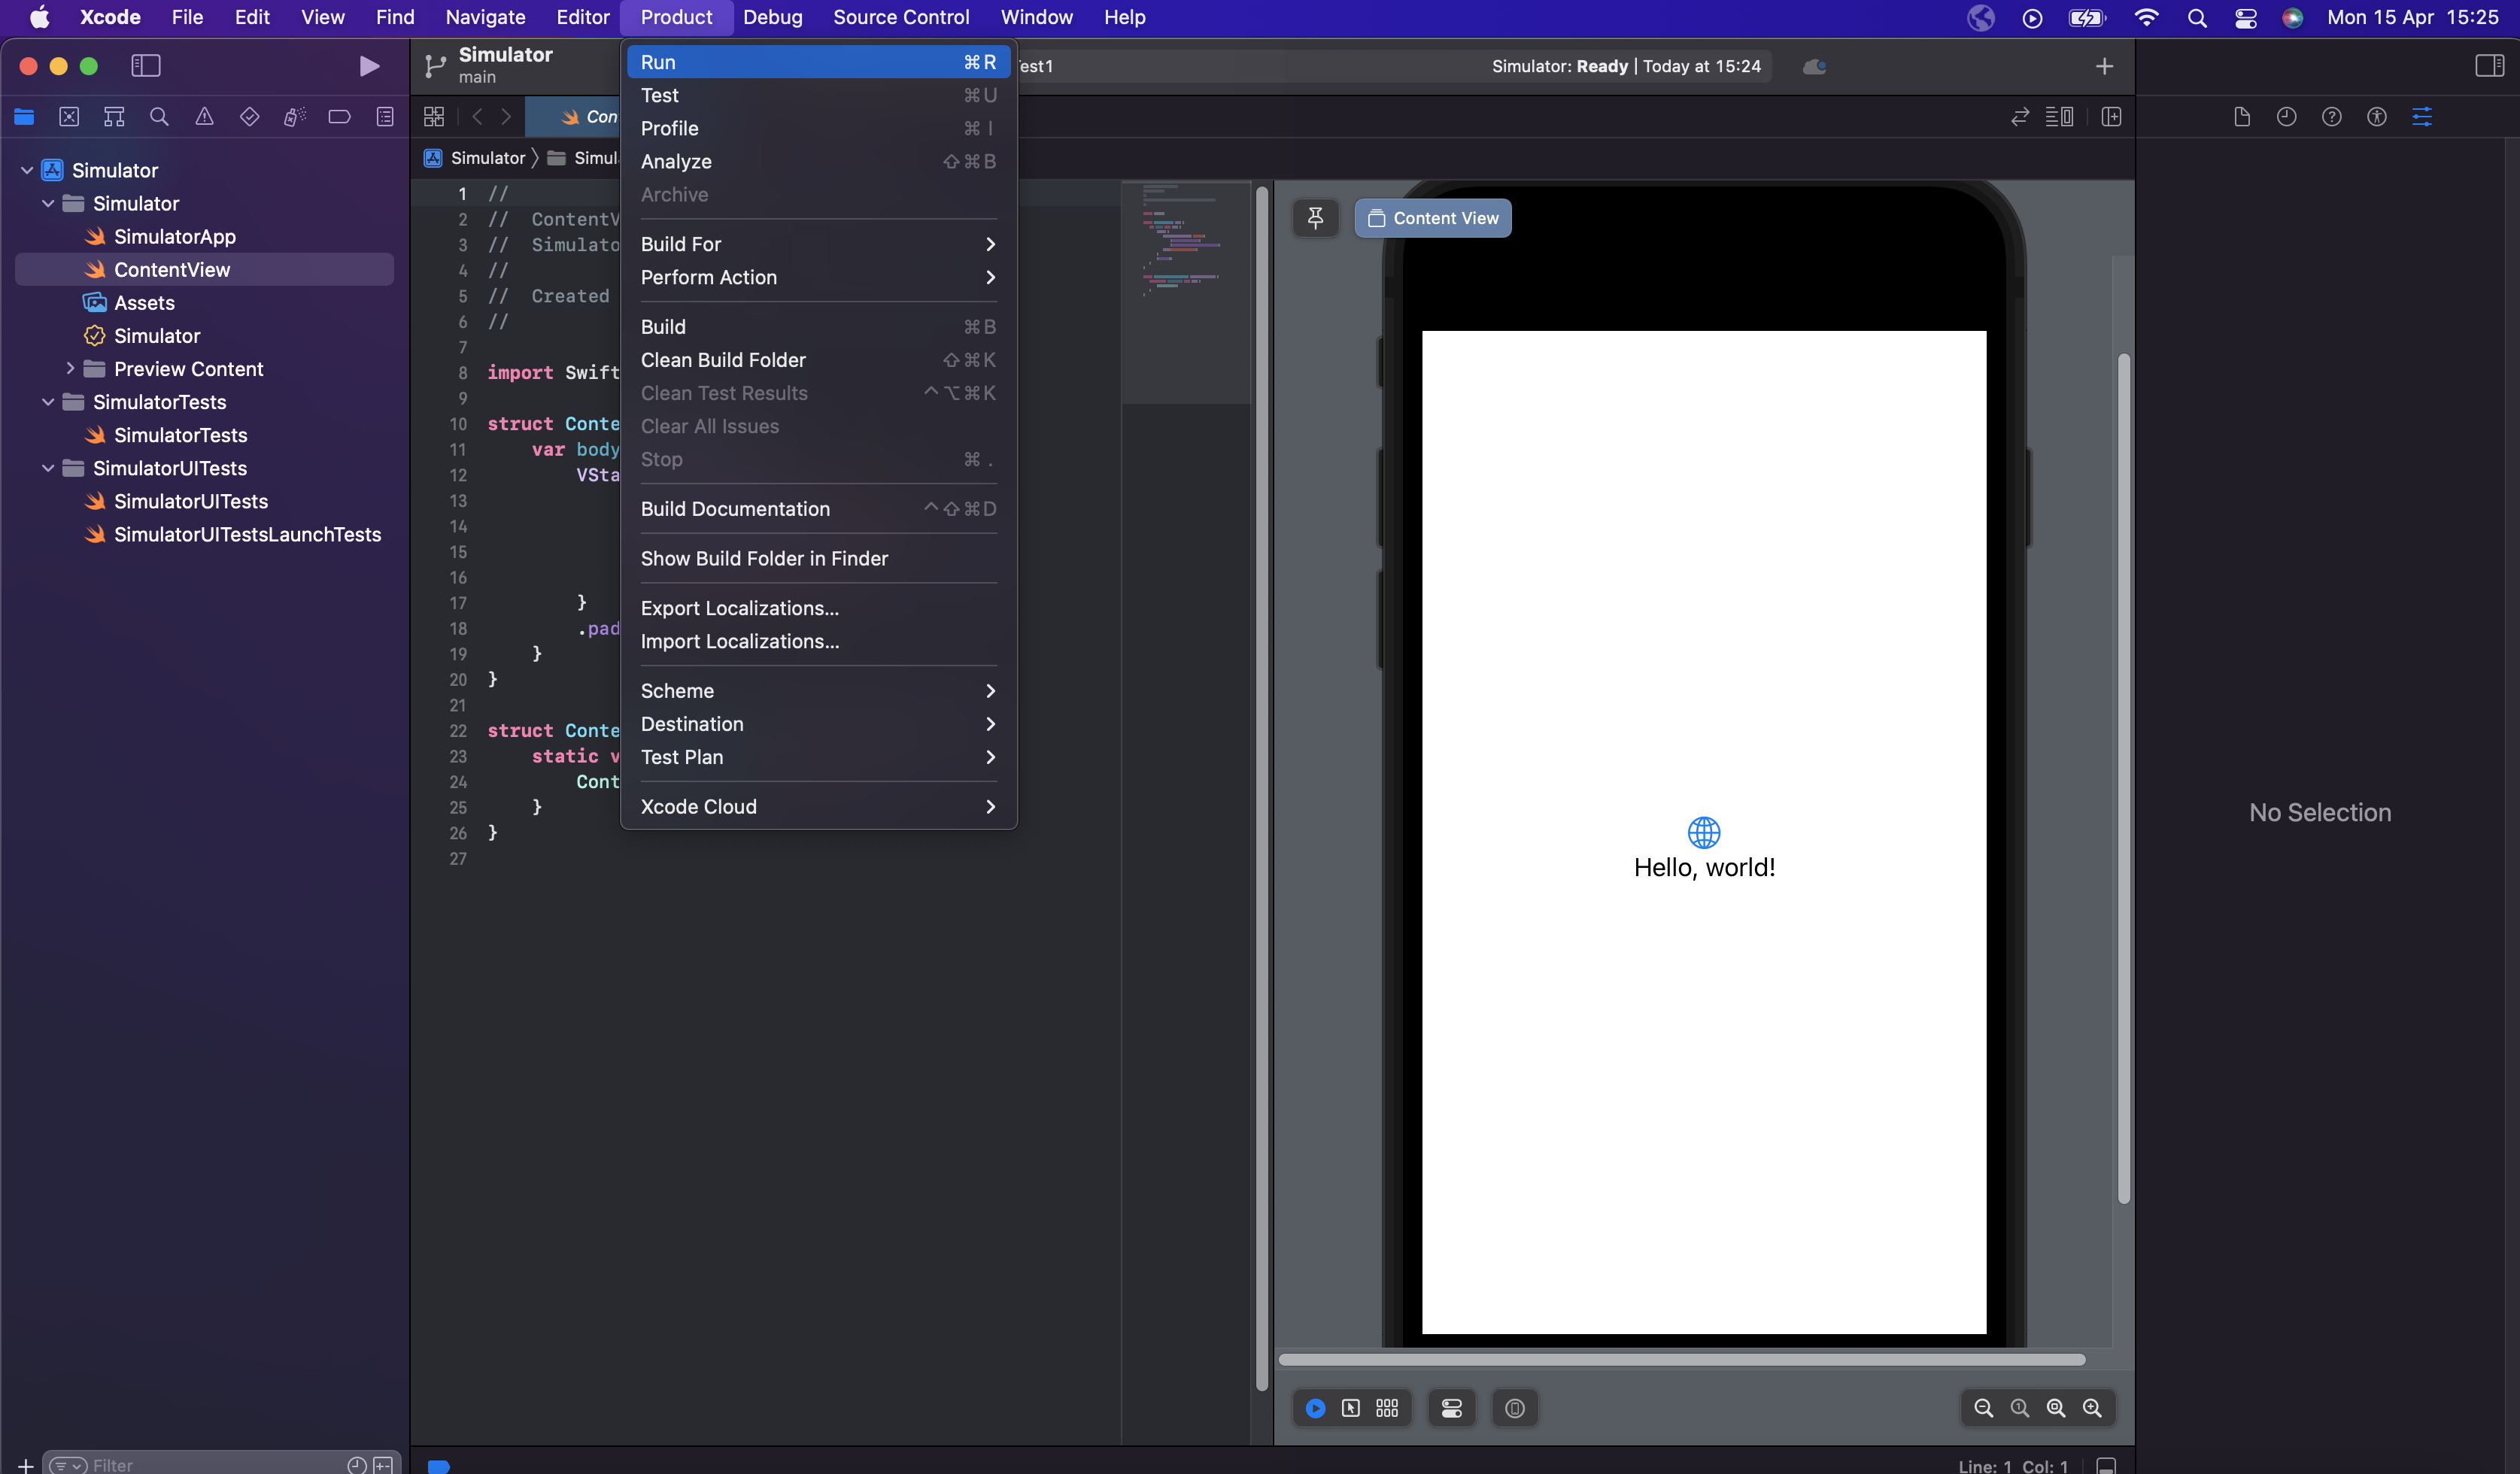 Xcode File Edit View Find Navigate Editor Product Debug Source Control Window Help Mon 15 Apr 15:25
Simulator
main
est1
Simulator: Ready | Today at 15:24
Con
Simulator
Simul
Simulator
Simulator
SimulatorApp
ContentView
Assets
Simulator
Preview Content
SimulatorTests
SimulatorTests
SimulatorUITests
SimulatorUITests
SimulatorUITestsLaunchTests
Filter
1 //
2 // ContentV
3 // Simulato
4 //
5 // Created
6 //
7
8 import Swift
9
10 struct Conte
11 var body
12 VSta
13
14
15
16
17 }
18 .pad
19 }
20 }
21
22 struct Conte
23 static v
24 Cont
25 }
26 }
27
Run ⌘R
Test ⌘U
Profile ⌘I
Analyze ⇧⌘B
Archive
Build For
Perform Action
Build ⌘B
Clean Build Folder ⇧⌘K
Clean Test Results ^⌥⌘K
Clear All Issues
Stop ⌘.
Build Documentation ^⇧⌘D
Show Build Folder in Finder
Export Localizations...
Import Localizations...
Scheme
Destination
Test Plan
Xcode Cloud
Content View
Hello, world!
No Selection
Line: 1 Col: 1